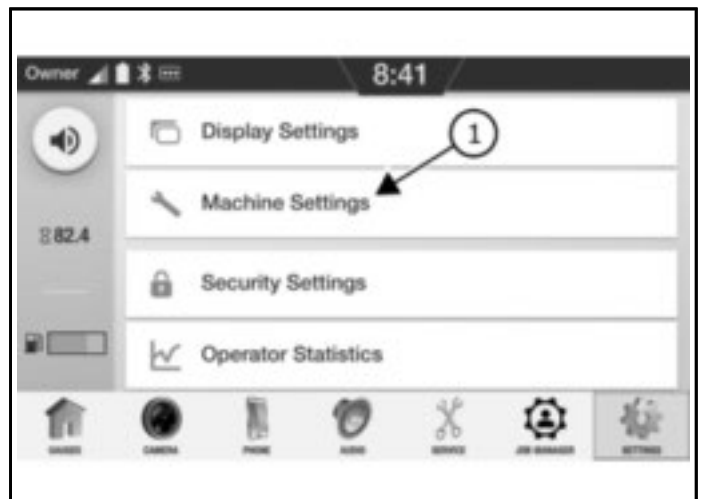 Owner
8:41
Display Settings
1
Machine Settings
82.4
Security Settings
Operator Statistics
GAUGES
CAMERA
PHONE
AUDIO
SERVICE
JOB MANAGER
SETTINGS